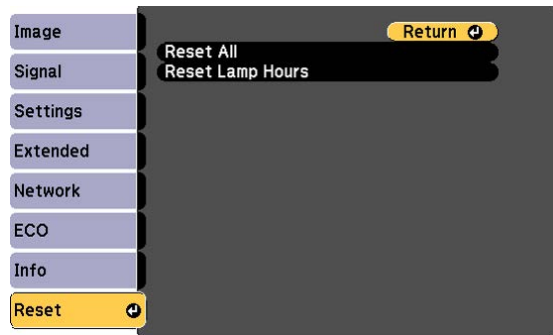 Image
Signal
Settings
Extended
Network
ECO
Info
Reset
Return
Reset All
Reset Lamp Hours